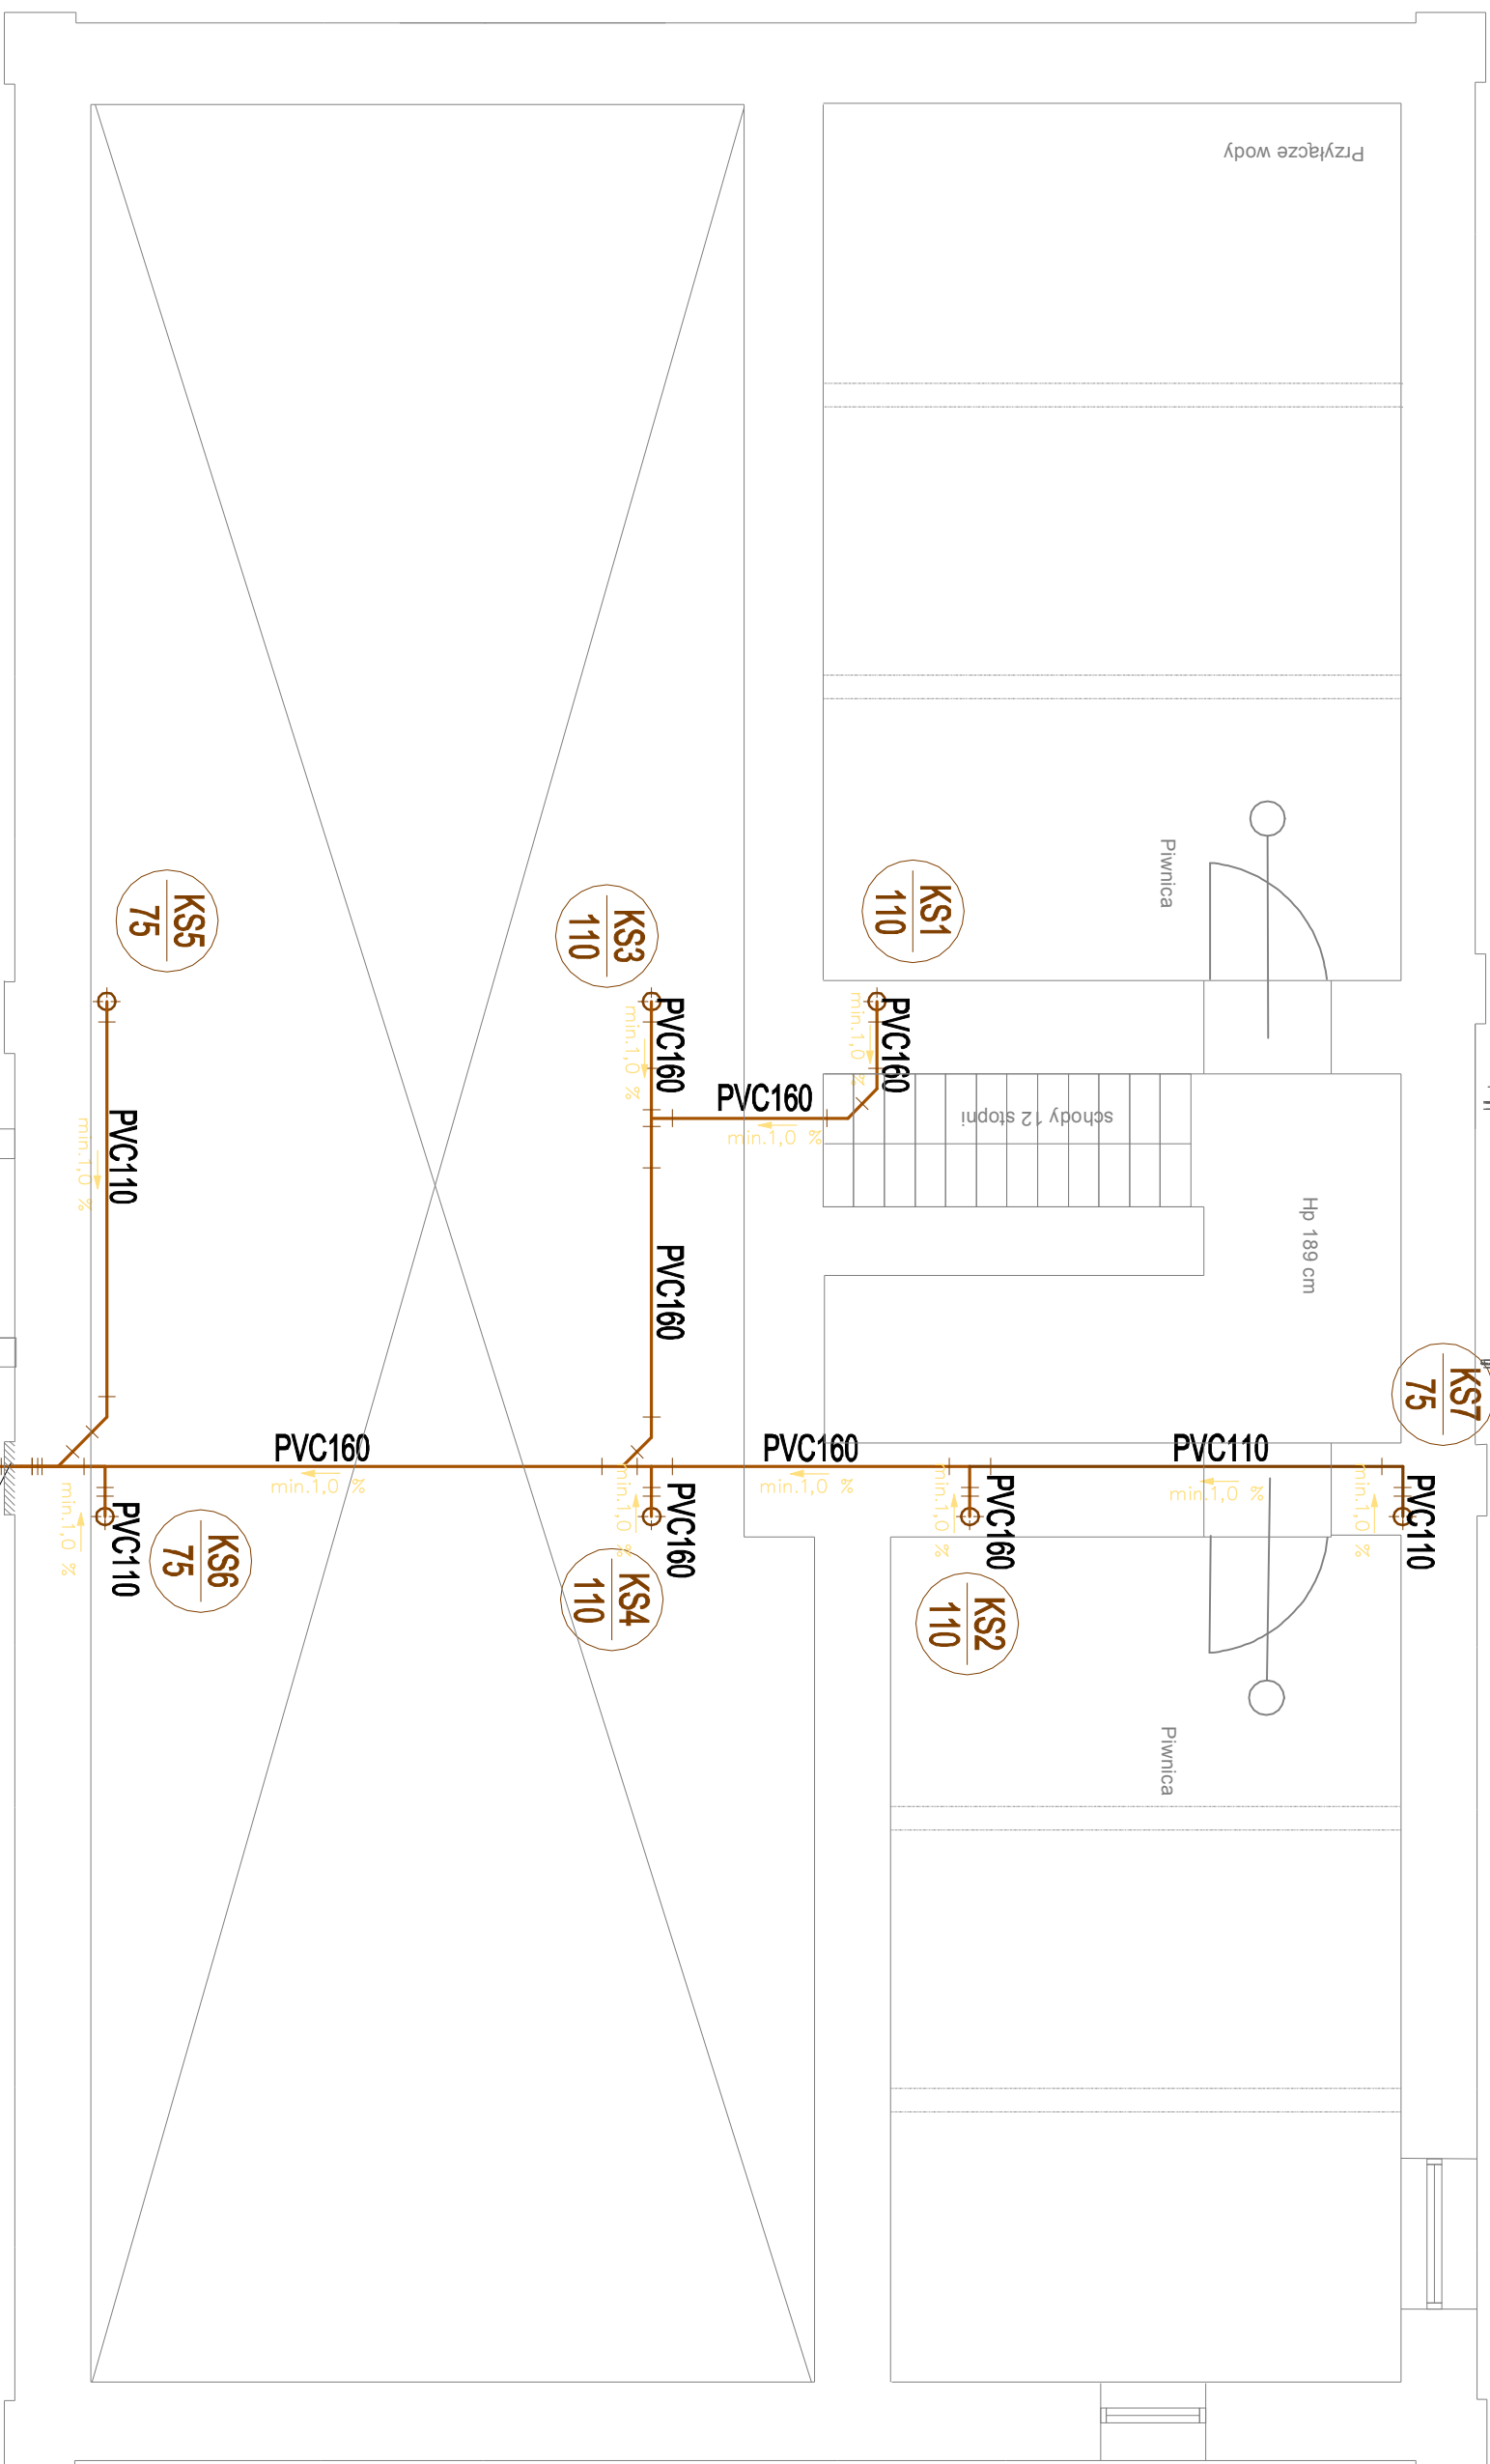 Przyłącze wody
Piwnica
KS5
75
KS3
110
KS1
110
PVC160
min.1,0 %
PVC160
min.1,0 %
PVC160
min.1,0 %
schody 12 stopni
PVC110
min.1,0 %
Hp 189 cm
PVC160
KS7
75
PVC160
min.1,0 %
PVC160
min.1,0 %
PVC110
min.1,0 %
PVC110
min.1,0 %
PVC160
min.1,0 %
PVC160
min.1,0 %
PVC110
min.1,0 %
KS6
75
KS4
110
KS2
110
Piwnica